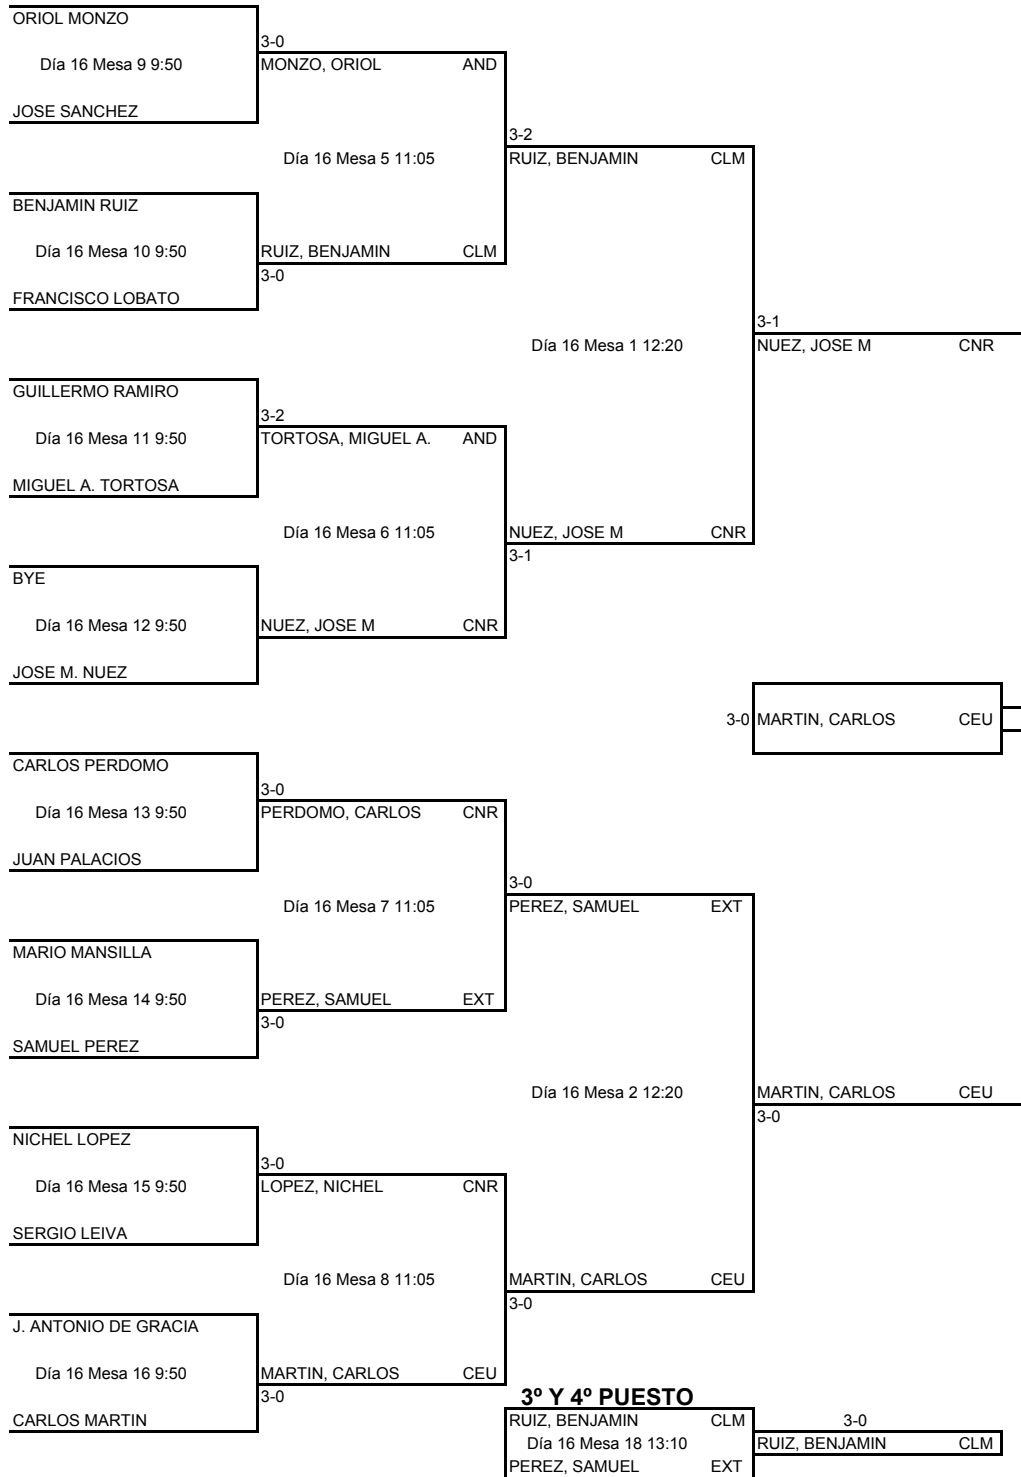 ORIOL MONZO
3-0
Día 16 Mesa 9 9:50
MONZO, ORIOL AND
JOSE SANCHEZ
3-2
Día 16 Mesa 5 11:05
RUIZ, BENJAMIN CLM
BENJAMIN RUIZ
Día 16 Mesa 10 9:50
RUIZ, BENJAMIN CLM
3-0
FRANCISCO LOBATO
3-1
Día 16 Mesa 1 12:20
NUEZ, JOSE M CNR
GUILLERMO RAMIRO
3-2
Día 16 Mesa 11 9:50
TORTOSA, MIGUEL A. AND
MIGUEL A. TORTOSA
Día 16 Mesa 6 11:05
NUEZ, JOSE M CNR
3-1
BYE
Día 16 Mesa 12 9:50
NUEZ, JOSE M CNR
JOSE M. NUEZ
3-0 MARTIN, CARLOS CEU
CARLOS PERDOMO
3-0
Día 16 Mesa 13 9:50
PERDOMO, CARLOS CNR
JUAN PALACIOS
3-0
Día 16 Mesa 7 11:05
PEREZ, SAMUEL EXT
MARIO MANSILLA
Día 16 Mesa 14 9:50
PEREZ, SAMUEL EXT
3-0
SAMUEL PEREZ
Día 16 Mesa 2 12:20
MARTIN, CARLOS CEU
3-0
NICHEL LOPEZ
3-0
Día 16 Mesa 15 9:50
LOPEZ, NICHEL CNR
SERGIO LEIVA
Día 16 Mesa 8 11:05
MARTIN, CARLOS CEU
3-0
J. ANTONIO DE GRACIA
Día 16 Mesa 16 9:50
MARTIN, CARLOS CEU
3-0
CARLOS MARTIN
3º Y 4º PUESTO
RUIZ, BENJAMIN CLM
3-0
Día 16 Mesa 18 13:10
RUIZ, BENJAMIN CLM
PEREZ, SAMUEL EXT